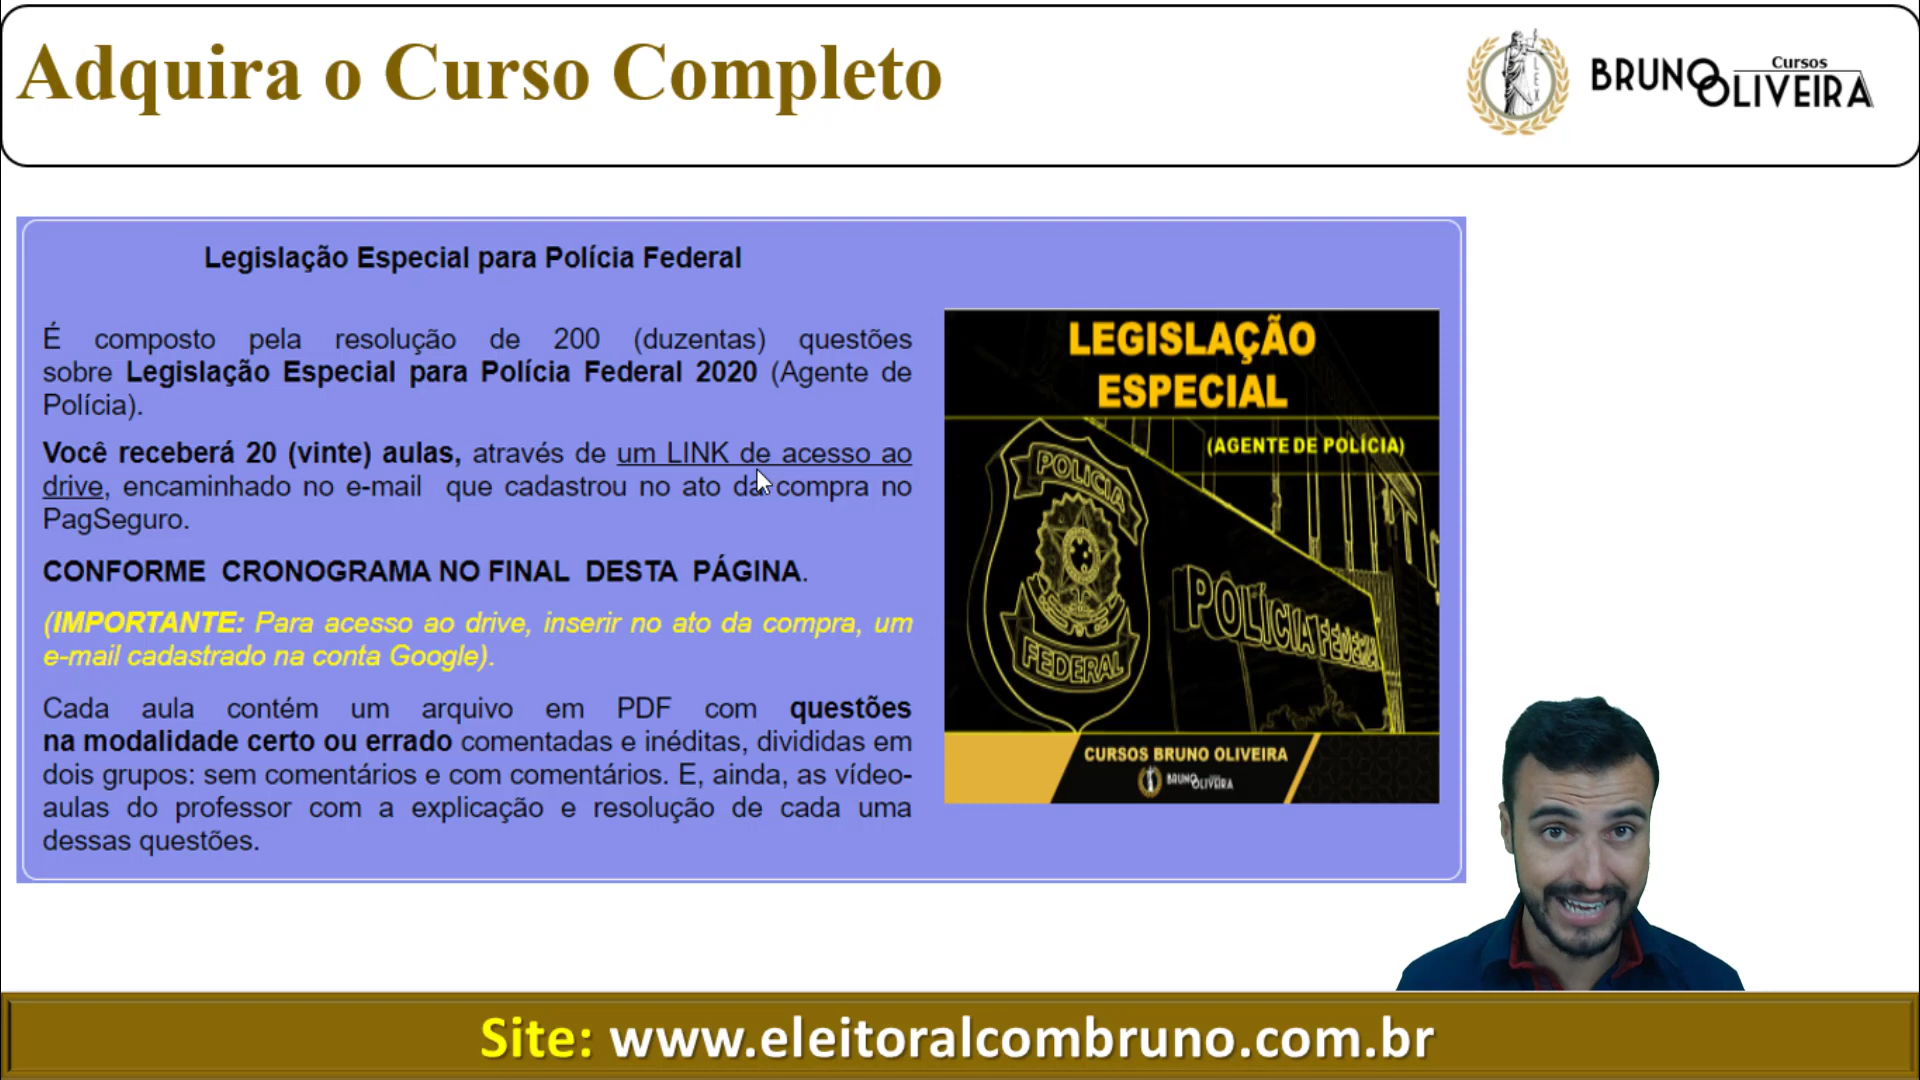 Adquira o Curso Completo
Cursos
BRUNO OLIVEIRA
Legislação Especial para Polícia Federal
É composto pela resolução de 200 (duzentas) questões
sobre Legislação Especial para Polícia Federal 2020 (Agente de
Polícia).
Você receberá 20 (vinte) aulas, através de um LINK de acesso ao
drive, encaminhado no e-mail que cadastrou no ato da compra no
PagSeguro.
CONFORME CRONOGRAMA NO FINAL DESTA PÁGINA.
(IMPORTANTE: Para acesso ao drive, inserir no ato da compra, um
e-mail cadastrado na conta Google).
Cada aula contém um arquivo em PDF com questões
na modalidade certo ou errado comentadas e inéditas, divididas em
dois grupos: sem comentários e com comentários. E, ainda, as vídeo-
aulas do professor com a explicação e resolução de cada uma
dessas questões.
LEGISLAÇÃO
ESPECIAL
(AGENTE DE POLÍCIA)
POLÍCIA
FEDERAL
POLÍCIA FEDERAL
CURSOS BRUNO OLIVEIRA
BRUNO OLIVEIRA
Site: www.eleitoralcombruno.com.br